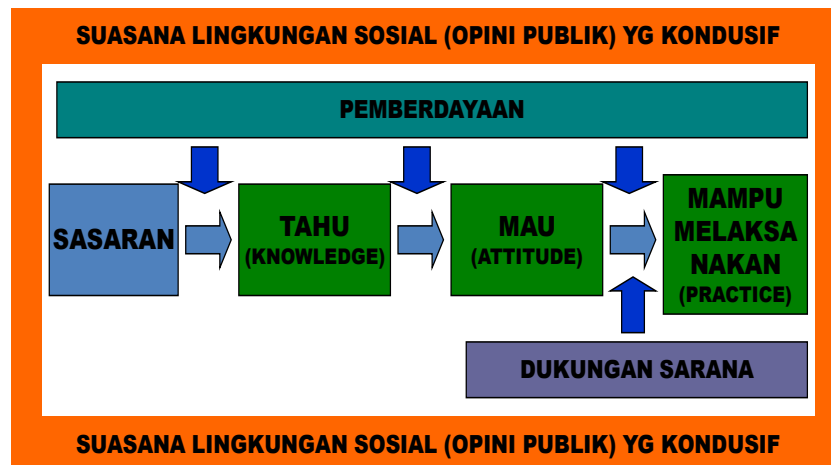 SUASANA LINGKUNGAN SOSIAL (OPINI PUBLIK) YG KONDUSIF
PEMBERDAYAAN
SASARAN
TAHU
(KNOWLEDGE)
MAU
(ATTITUDE)
MAMPU
MELAKSA
NAKAN
(PRACTICE)
DUKUNGAN SARANA
SUASANA LINGKUNGAN SOSIAL (OPINI PUBLIK) YG KONDUSIF